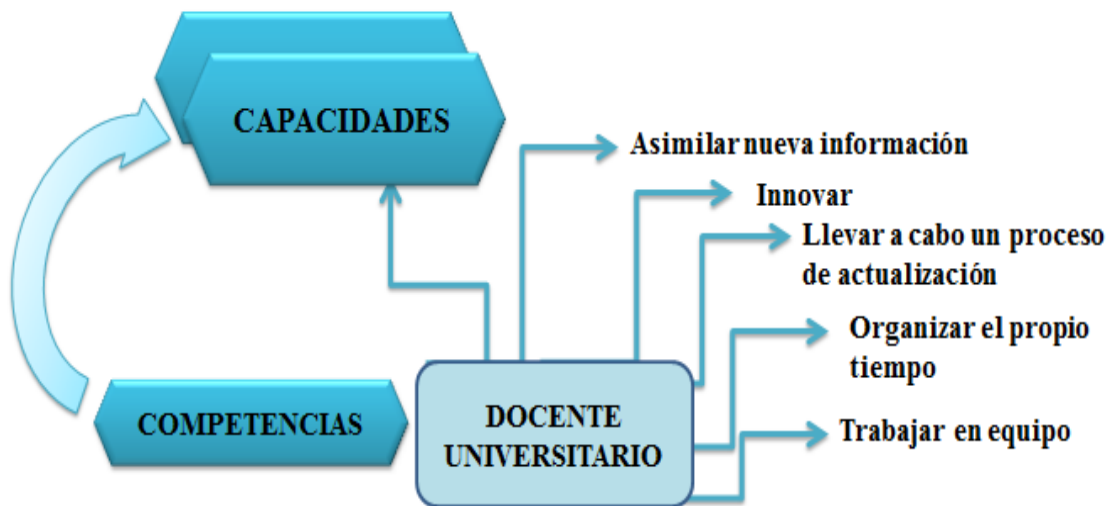 CAPACIDADES
Asimilar nueva información
Innovar
Llevar a cabo un proceso
de actualización
Organizar el propio
tiempo
COMPETENCIAS
DOCENTE
UNIVERSITARIO
Trabajar en equipo